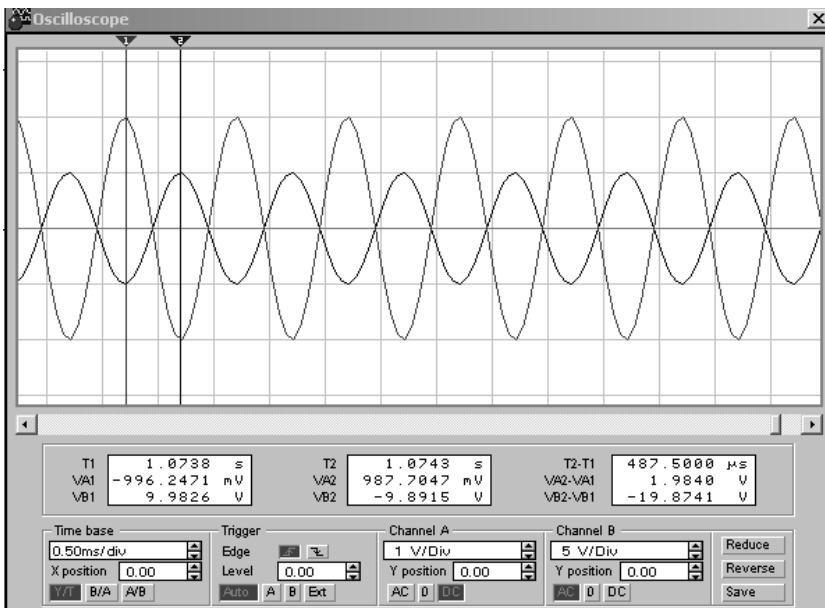 Oscilloscope
1 2
T1 1.0738 s T2 1.0743 s T2-T1 487.5000 µs
VA1 -996.2471 mV VA2 987.7047 mV VA2-VA1 1.9840 V
VB1 9.9826 V VB2 -9.8915 V VB2-VB1 -19.8741 V
Time base Trigger Channel A Channel B
0.50ms/div Edge 1 V/Div 5 V/Div Reduce
X position 0.00 Level 0.00 Y position 0.00 Y position 0.00 Reverse
Y/T B/A A/B Auto A B Ext AC 0 DC AC 0 DC Save